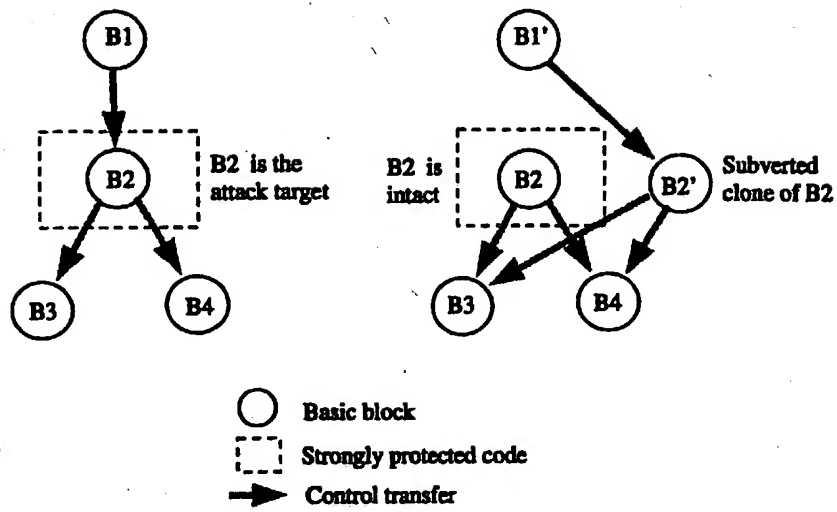 B1
B1'
B2
B2 is the
attack target
B2 is
intact
B2
B2'
Subverted
clone of B2
B3
B4
B3
B4
Basic block
Strongly protected code
Control transfer